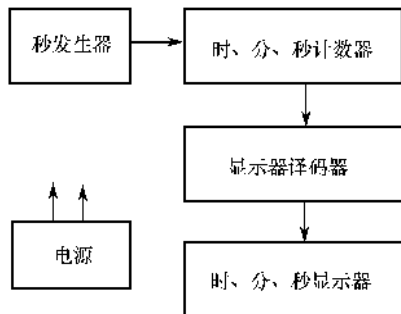 秒发生器
时、分、秒计数器
显示器译码器
电源
时、分、秒显示器